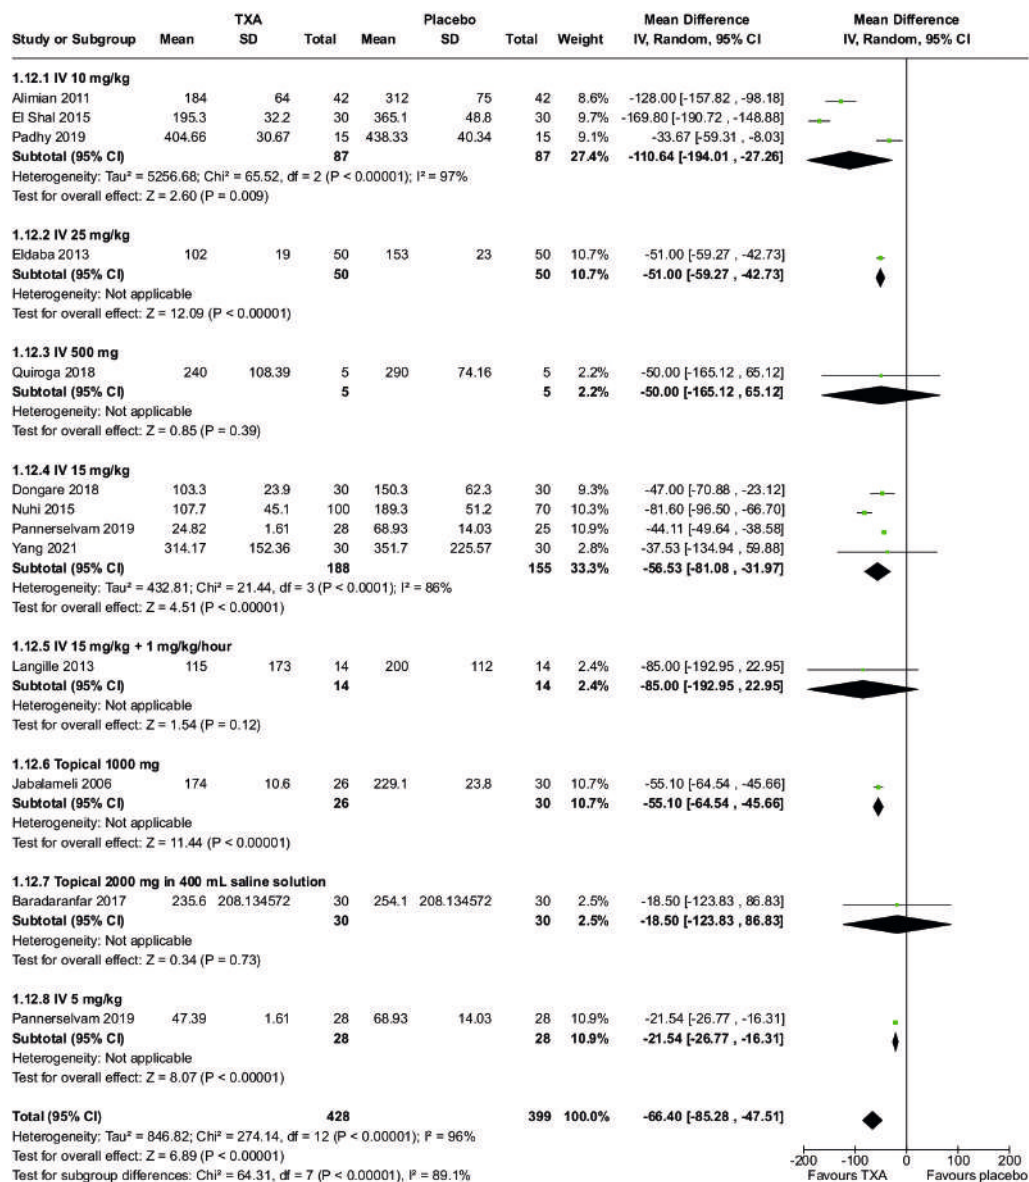 TXA Placebo Mean Difference Mean Difference
Study or Subgroup Mean SD Total Mean SD Total Weight IV, Random, 95% CI IV, Random, 95% CI
1.12.1 IV 10 mg/kg
Alimian 2011 184 64 42 312 75 42 8.6% -128.00 [-157.82 , -98.18]
El Shal 2015 195.3 32.2 30 365.1 48.8 30 9.7% -169.80 [-190.72 , -148.88]
Padhy 2019 404.66 30.67 15 438.33 40.34 15 9.1% -33.67 [-59.31 , -8.03]
Subtotal (95% CI) 87 87 27.4% -110.64 [-194.01 , -27.26]
Heterogeneity: Tau² = 5256.68; Chi² = 65.52, df = 2 (P < 0.00001); I² = 97%
Test for overall effect: Z = 2.60 (P = 0.009)
1.12.2 IV 25 mg/kg
Eldaba 2013 102 19 50 153 23 50 10.7% -51.00 [-59.27 , -42.73]
Subtotal (95% CI) 50 50 10.7% -51.00 [-59.27 , -42.73]
Heterogeneity: Not applicable
Test for overall effect: Z = 12.09 (P < 0.00001)
1.12.3 IV 500 mg
Quiroga 2018 240 108.39 5 290 74.16 5 2.2% -50.00 [-165.12 , 65.12]
Subtotal (95% CI) 5 5 2.2% -50.00 [-165.12 , 65.12]
Heterogeneity: Not applicable
Test for overall effect: Z = 0.85 (P = 0.39)
1.12.4 IV 15 mg/kg
Dongare 2018 103.3 23.9 30 150.3 62.3 30 9.3% -47.00 [-70.88 , -23.12]
Nuhi 2015 107.7 45.1 100 189.3 51.2 70 10.3% -81.60 [-96.50 , -66.70]
Pannerselvam 2019 24.82 1.61 28 68.93 14.03 25 10.9% -44.11 [-49.64 , -38.58]
Yang 2021 314.17 152.36 30 351.7 225.57 30 2.8% -37.53 [-134.94 , 59.88]
Subtotal (95% CI) 188 155 33.3% -56.53 [-81.08 , -31.97]
Heterogeneity: Tau² = 432.81; Chi² = 21.44, df = 3 (P < 0.0001); I² = 86%
Test for overall effect: Z = 4.51 (P < 0.00001)
1.12.5 IV 15 mg/kg + 1 mg/kg/hour
Langille 2013 115 173 14 200 112 14 2.4% -85.00 [-192.95 , 22.95]
Subtotal (95% CI) 14 14 2.4% -85.00 [-192.95 , 22.95]
Heterogeneity: Not applicable
Test for overall effect: Z = 1.54 (P = 0.12)
1.12.6 Topical 1000 mg
Jabalameli 2006 174 10.6 26 229.1 23.8 30 10.7% -55.10 [-64.54 , -45.66]
Subtotal (95% CI) 26 30 10.7% -55.10 [-64.54 , -45.66]
Heterogeneity: Not applicable
Test for overall effect: Z = 11.44 (P < 0.00001)
1.12.7 Topical 2000 mg in 400 mL saline solution
Baradaranfar 2017 235.6 208.134572 30 254.1 208.134572 30 2.5% -18.50 [-123.83 , 86.83]
Subtotal (95% CI) 30 30 2.5% -18.50 [-123.83 , 86.83]
Heterogeneity: Not applicable
Test for overall effect: Z = 0.34 (P = 0.73)
1.12.8 IV 5 mg/kg
Pannerselvam 2019 47.39 1.61 28 68.93 14.03 28 10.9% -21.54 [-26.77 , -16.31]
Subtotal (95% CI) 28 28 10.9% -21.54 [-26.77 , -16.31]
Heterogeneity: Not applicable
Test for overall effect: Z = 8.07 (P < 0.00001)
Total (95% CI) 428 399 100.0% -66.40 [-85.28 , -47.51]
Heterogeneity: Tau² = 846.82; Chi² = 274.14, df = 12 (P < 0.00001); I² = 96%
Test for overall effect: Z = 6.89 (P < 0.00001)
Test for subgroup differences: Chi² = 64.31, df = 7 (P < 0.00001), I² = 89.1%
-200 -100 0 100 200
Favours TXA Favours placebo